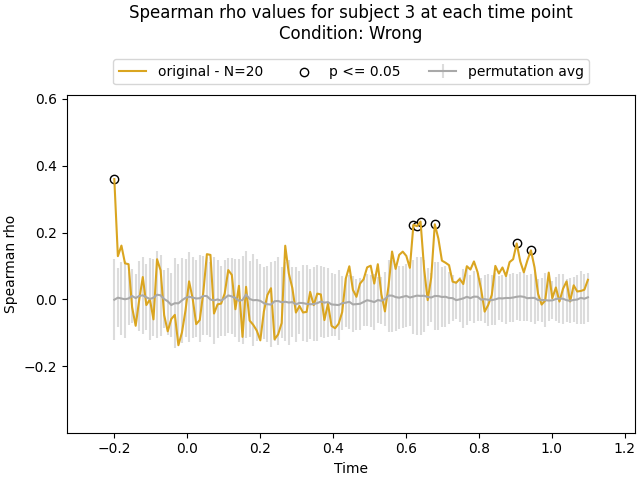 Spearman rho values for subject 3 at each time point
Condition: Wrong
original - N=20
p <= 0.05
permutation avg
0.6
0.4
0.2
0.0
−0.2
Spearman rho
−0.2
0.0
0.2
0.4
0.6
0.8
1.0
1.2
Time